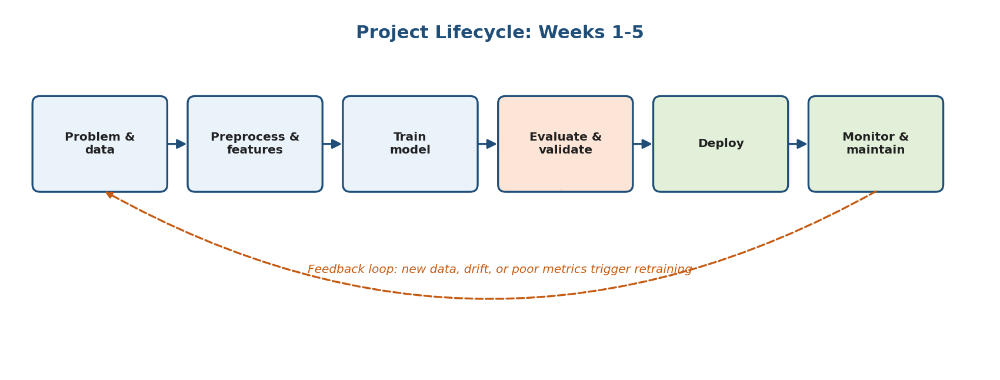 Project Lifecycle: Weeks 1-5
Problem &
data
Preprocess &
features
Train
model
Evaluate &
validate
Deploy
Monitor &
maintain
Feedback loop: new data, drift, or poor metrics trigger retraining